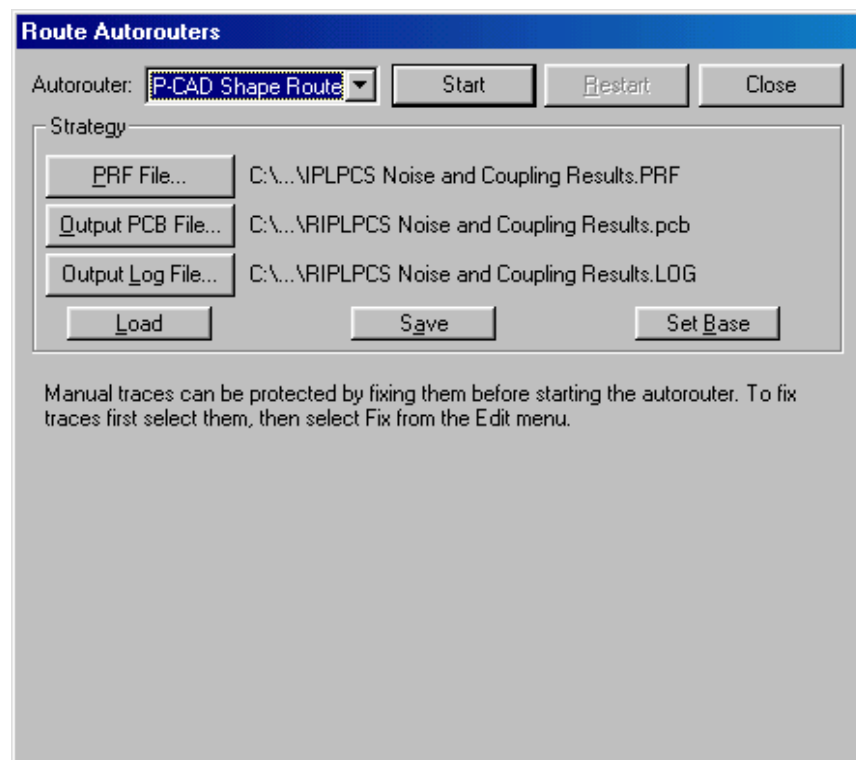 Route Autorouters
Autorouter: P-CAD Shape Route Start Restart Close
Strategy
PRF File... C:\...\IPLPCS Noise and Coupling Results.PRF
Output PCB File... C:\...\RIPLPCS Noise and Coupling Results.pcb
Output Log File... C:\...\RIPLPCS Noise and Coupling Results.LOG
Load Save Set Base
Manual traces can be protected by fixing them before starting the autorouter. To fix
traces first select them, then select Fix from the Edit menu.